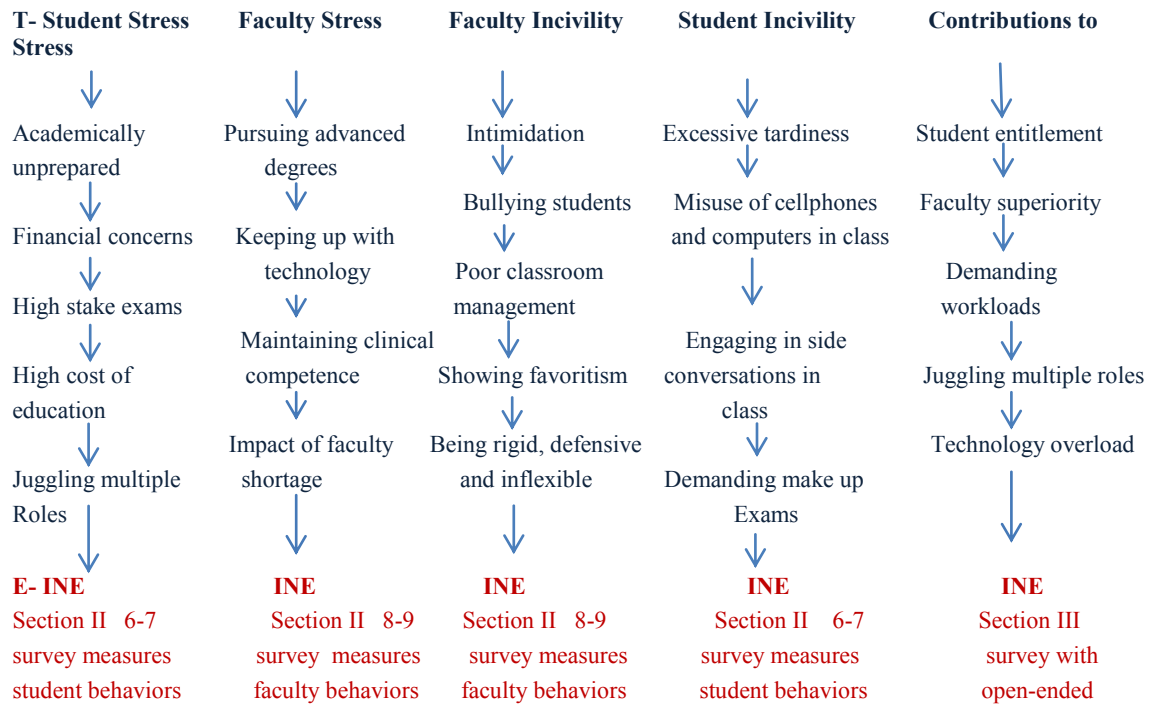 T- Student Stress
Stress
Academically
unprepared
Financial concerns
High stake exams
High cost of
education
Juggling multiple
Roles
E- INE
Section II 6-7
survey measures
student behaviors
Faculty Stress
Pursuing advanced
degrees
Keeping up with
technology
Maintaining clinical
competence
Impact of faculty
shortage
INE
Section II 8-9
survey measures
faculty behaviors
Faculty Incivility
Intimidation
Bullying students
Poor classroom
management
Showing favoritism
Being rigid, defensive
and inflexible
INE
Section II 8-9
survey measures
faculty behaviors
Student Incivility
Excessive tardiness
Misuse of cellphones
and computers in class
Engaging in side
conversations in
class
Demanding make up
Exams
INE
Section II 6-7
survey measures
student behaviors
Contributions to
Student entitlement
Faculty superiority
Demanding
workloads
Juggling multiple roles
Technology overload
INE
Section III
survey with
open-ended